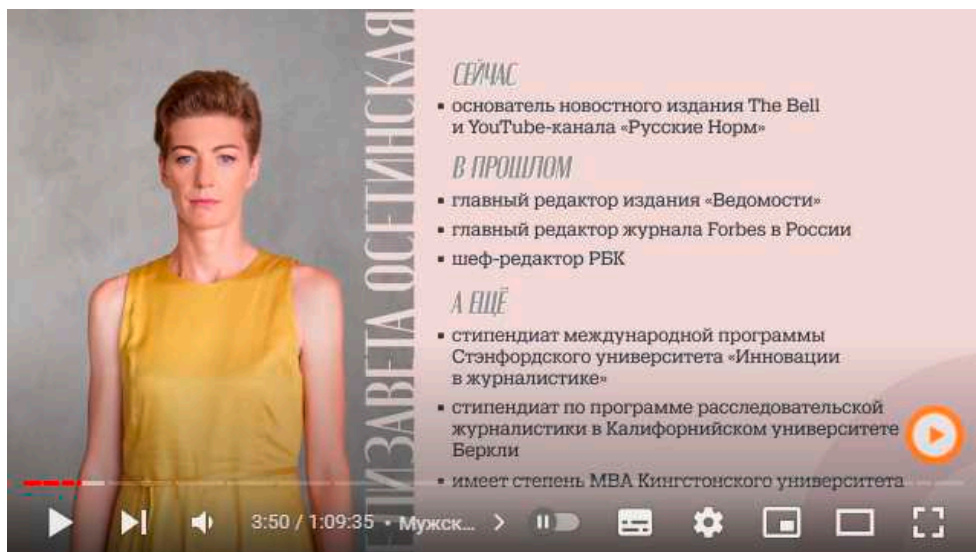 ЕЛИЗАВЕТА ОСЕТИНСКАЯ
СЕЙЧАС
▪ основатель новостного издания The Bell
и YouTube-канала «Русские Норм»
В ПРОШЛОМ
▪ главный редактор издания «Ведомости»
▪ главный редактор журнала Forbes в России
▪ шеф-редактор РБК
А ЕЩЁ
▪ стипендиат международной программы
Стэнфордского университета «Инновации
в журналистике»
▪ стипендиат по программе расследовательской
журналистики в Калифорнийском университете
Беркли
▪ имеет степень MBA Кингстонского университета
3:50 / 1:09:35 • Мужск... >